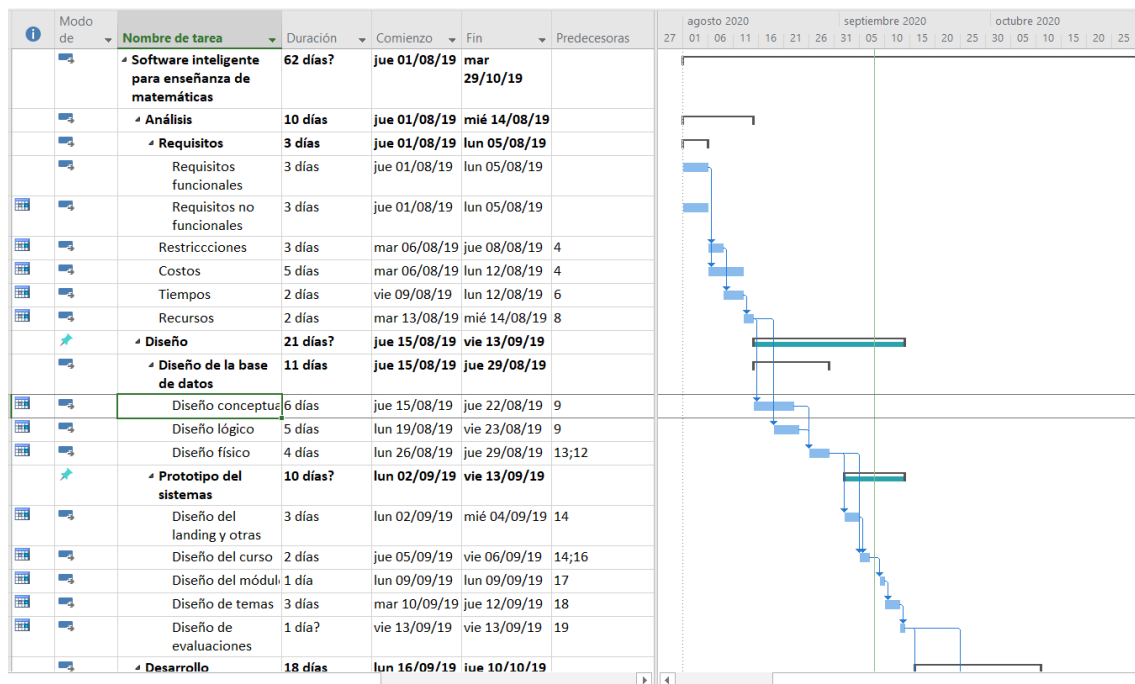 Modo de
Nombre de tarea
Duración
Comienzo
Fin
Predecesoras
agosto 2020
septiembre 2020
octubre 2020
27 01 06 11 16 21 26 31 05 10 15 20 25 30 05 10 15 20 25
Software inteligente 62 días? jue 01/08/19 mar
para enseñanza de 29/10/19
matemáticas
Análisis 10 días jue 01/08/19 mié 14/08/19
Requisitos 3 días jue 01/08/19 lun 05/08/19
Requisitos 3 días jue 01/08/19 lun 05/08/19
funcionales
Requisitos no 3 días jue 01/08/19 lun 05/08/19
funcionales
Restriccciones 3 días mar 06/08/19 jue 08/08/19 4
Costos 5 días mar 06/08/19 lun 12/08/19 4
Tiempos 2 días vie 09/08/19 lun 12/08/19 6
Recursos 2 días mar 13/08/19 mié 14/08/19 8
Diseño 21 días? jue 15/08/19 vie 13/09/19
Diseño de la base 11 días jue 15/08/19 jue 29/08/19
de datos
Diseño conceptua 6 días jue 15/08/19 jue 22/08/19 9
Diseño lógico 5 días lun 19/08/19 vie 23/08/19 9
Diseño físico 4 días lun 26/08/19 jue 29/08/19 13;12
Prototipo del 10 días? lun 02/09/19 vie 13/09/19
sistemas
Diseño del 3 días lun 02/09/19 mié 04/09/19 14
landing y otras
Diseño del curso 2 días jue 05/09/19 vie 06/09/19 14;16
Diseño del módul 1 día lun 09/09/19 lun 09/09/19 17
Diseño de temas 3 días mar 10/09/19 jue 12/09/19 18
Diseño de 1 día? vie 13/09/19 vie 13/09/19 19
evaluaciones
Desarrollo 18 días lun 16/09/19 jue 10/10/19